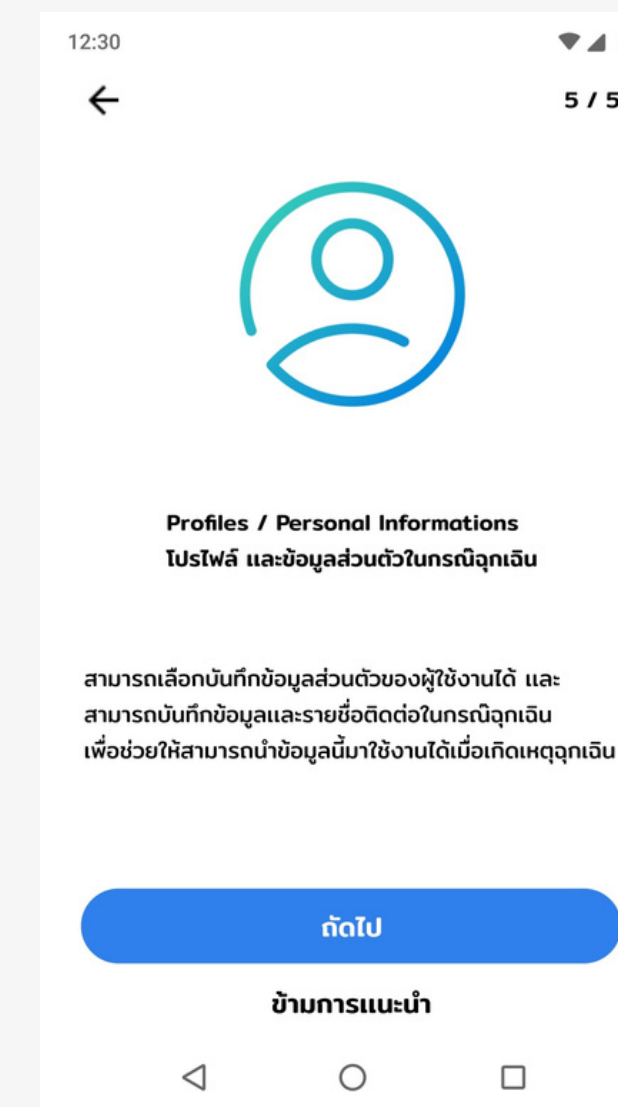 12:30
5 / 5
Profiles / Personal Informations
โปรไฟล์ และข้อมูลส่วนตัวในกรณีฉุกเฉิน
สามารถเลือกบันทึกข้อมูลส่วนตัวของผู้ใช้งานได้ และ
สามารถบันทึกข้อมูลและรายชื่อติดต่อในกรณีฉุกเฉิน
เพื่อช่วยให้สามารถนำข้อมูลนี้มาใช้งานได้เมื่อเกิดเหตุฉุกเฉิน
ถัดไป
ข้ามการแนะนำ